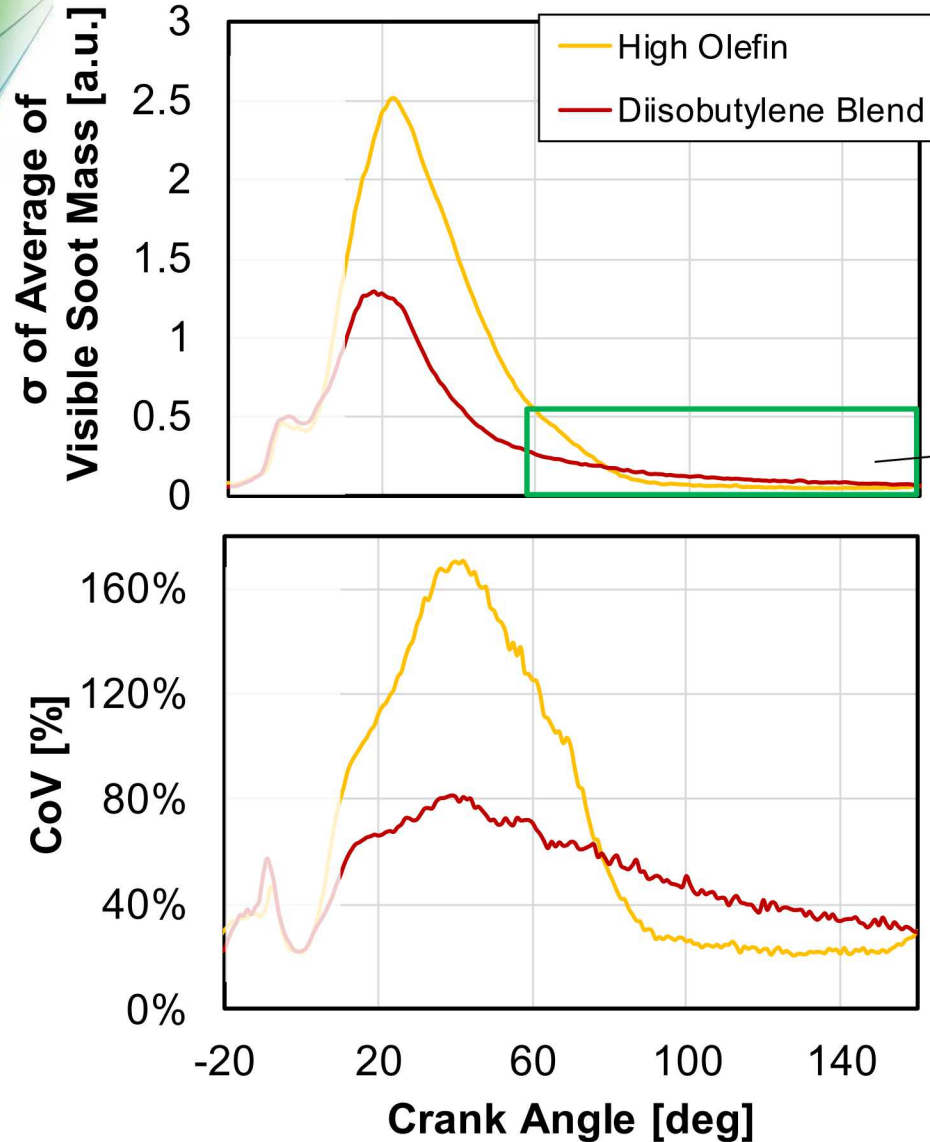 σ of Average of
Visible Soot Mass [a.u.]
3
2.5
2
1.5
1
0.5
0
High Olefin
Diisobutylene Blend
CoV [%]
160%
120%
80%
40%
0%
-20 20 60 100 140
Crank Angle [deg]